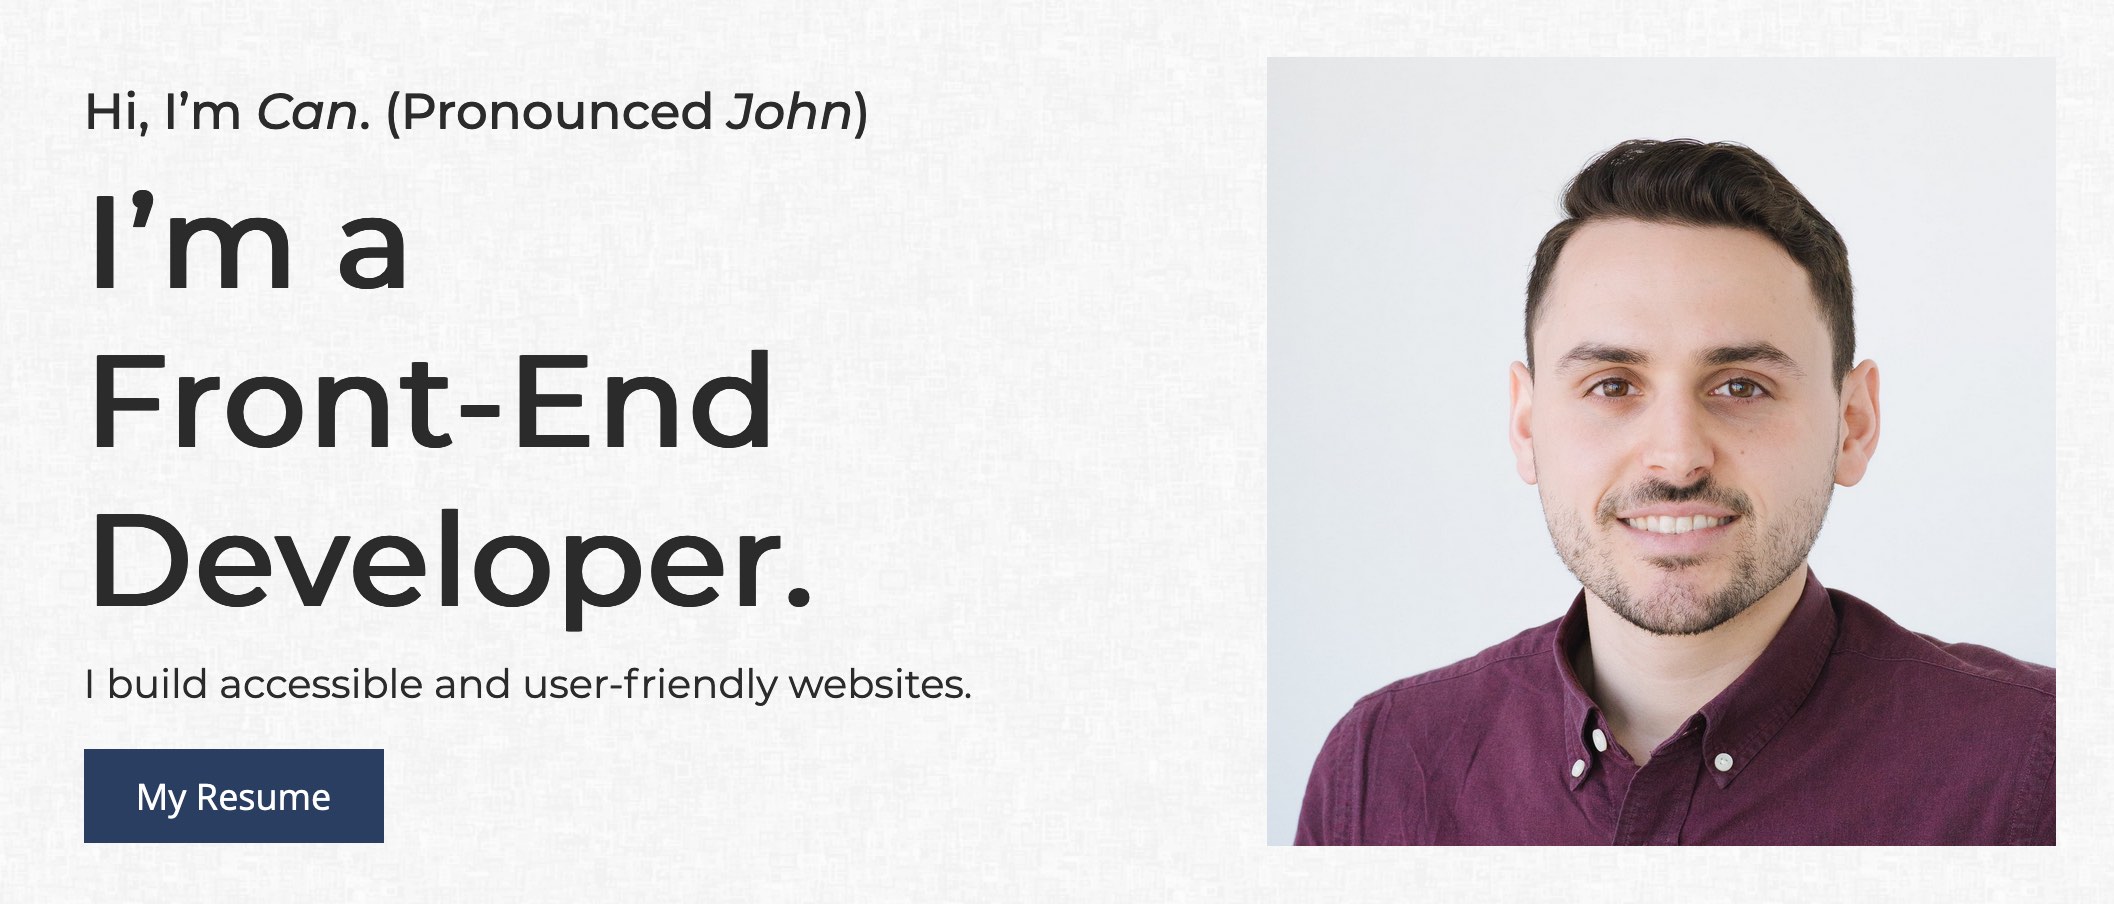 Hi, I’m Can. (Pronounced John)
I’m a
Front-End
Developer.
I build accessible and user-friendly websites.
My Resume